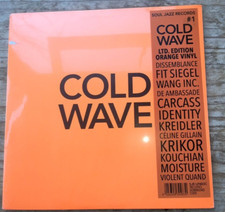 SOUL JAZZ RECORDS
#1
COLD
WAVE
LTD. EDITION
ORANGE VINYL
DISSEMBLANCE
FIT SIEGEL
WANG INC.
DE AMBASSADE
CARCASS
IDENTITY
KREIDLER
CÉLINE GILLAIN
KRIKOR
KOUCHIAN
MOISTURE
VIOLENT QUAND
COLD
WAVE